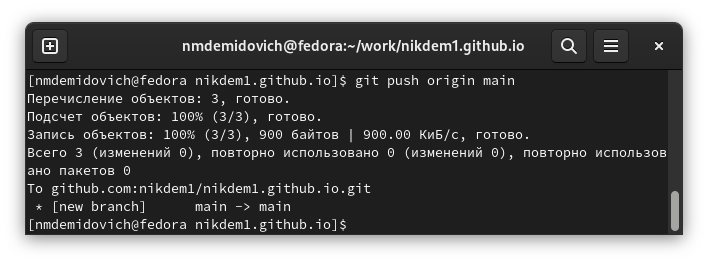 nmdemidovich@fedora:~/work/nikdem1.github.io
[nmdemidovich@fedora nikdem1.github.io]$ git push origin main
Перечисление объектов: 3, готово.
Подсчет объектов: 100% (3/3), готово.
Запись объектов: 100% (3/3), 900 байтов | 900.00 КиБ/с, готово.
Всего 3 (изменений 0), повторно использовано 0 (изменений 0), повторно использов
ано пакетов 0
To github.com:nikdem1/nikdem1.github.io.git
 * [new branch]      main -> main
[nmdemidovich@fedora nikdem1.github.io]$